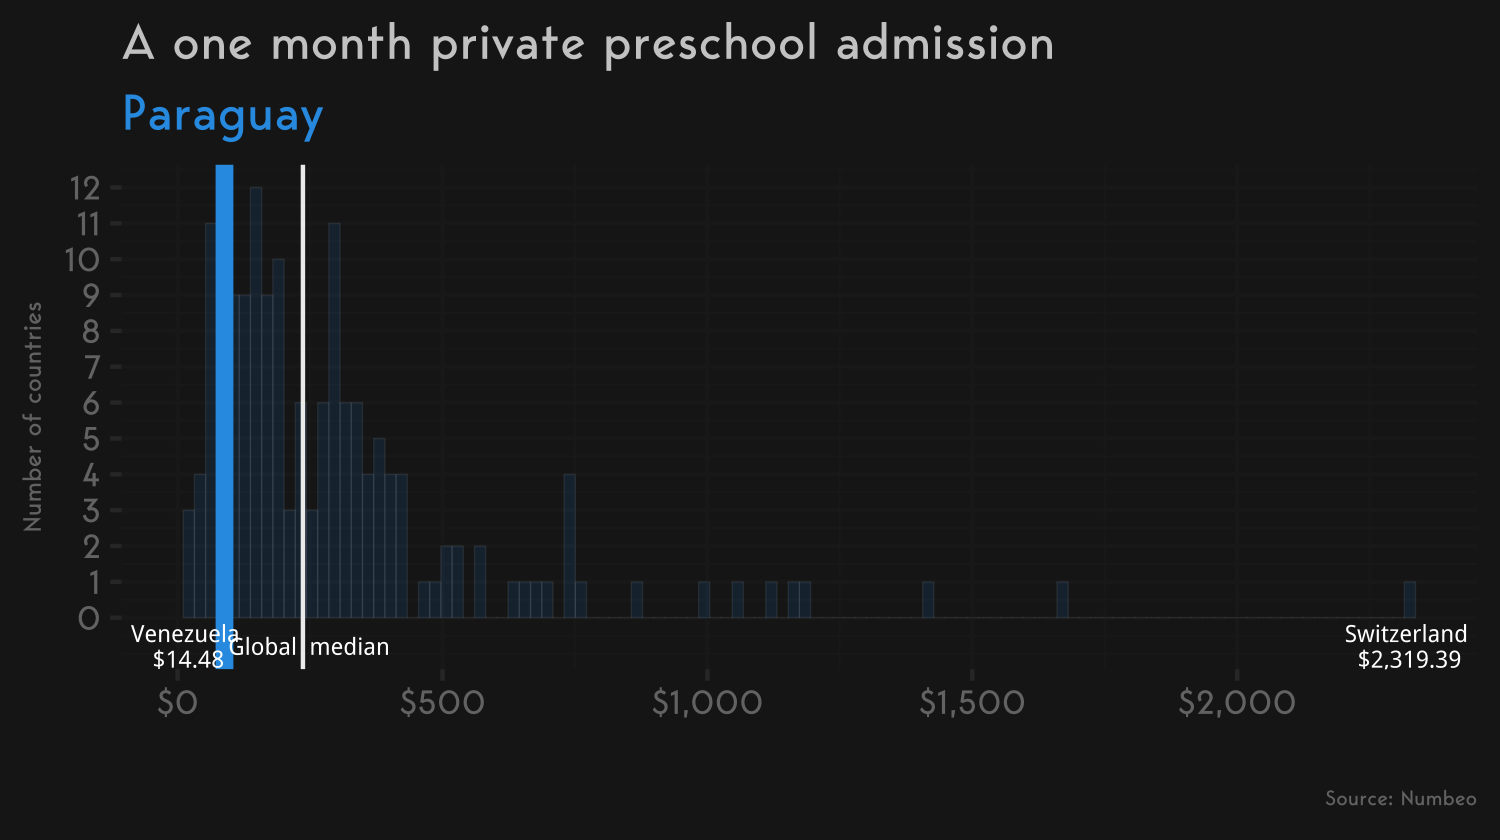 A one month private preschool admission
Paraguay
Number of countries
12
11
10
9
8
7
6
5
4
3
2
1
0
Venezuela
$14.48
Global median
Switzerland
$2,319.39
$0 $500 $1,000 $1,500 $2,000
Source: Numbeo